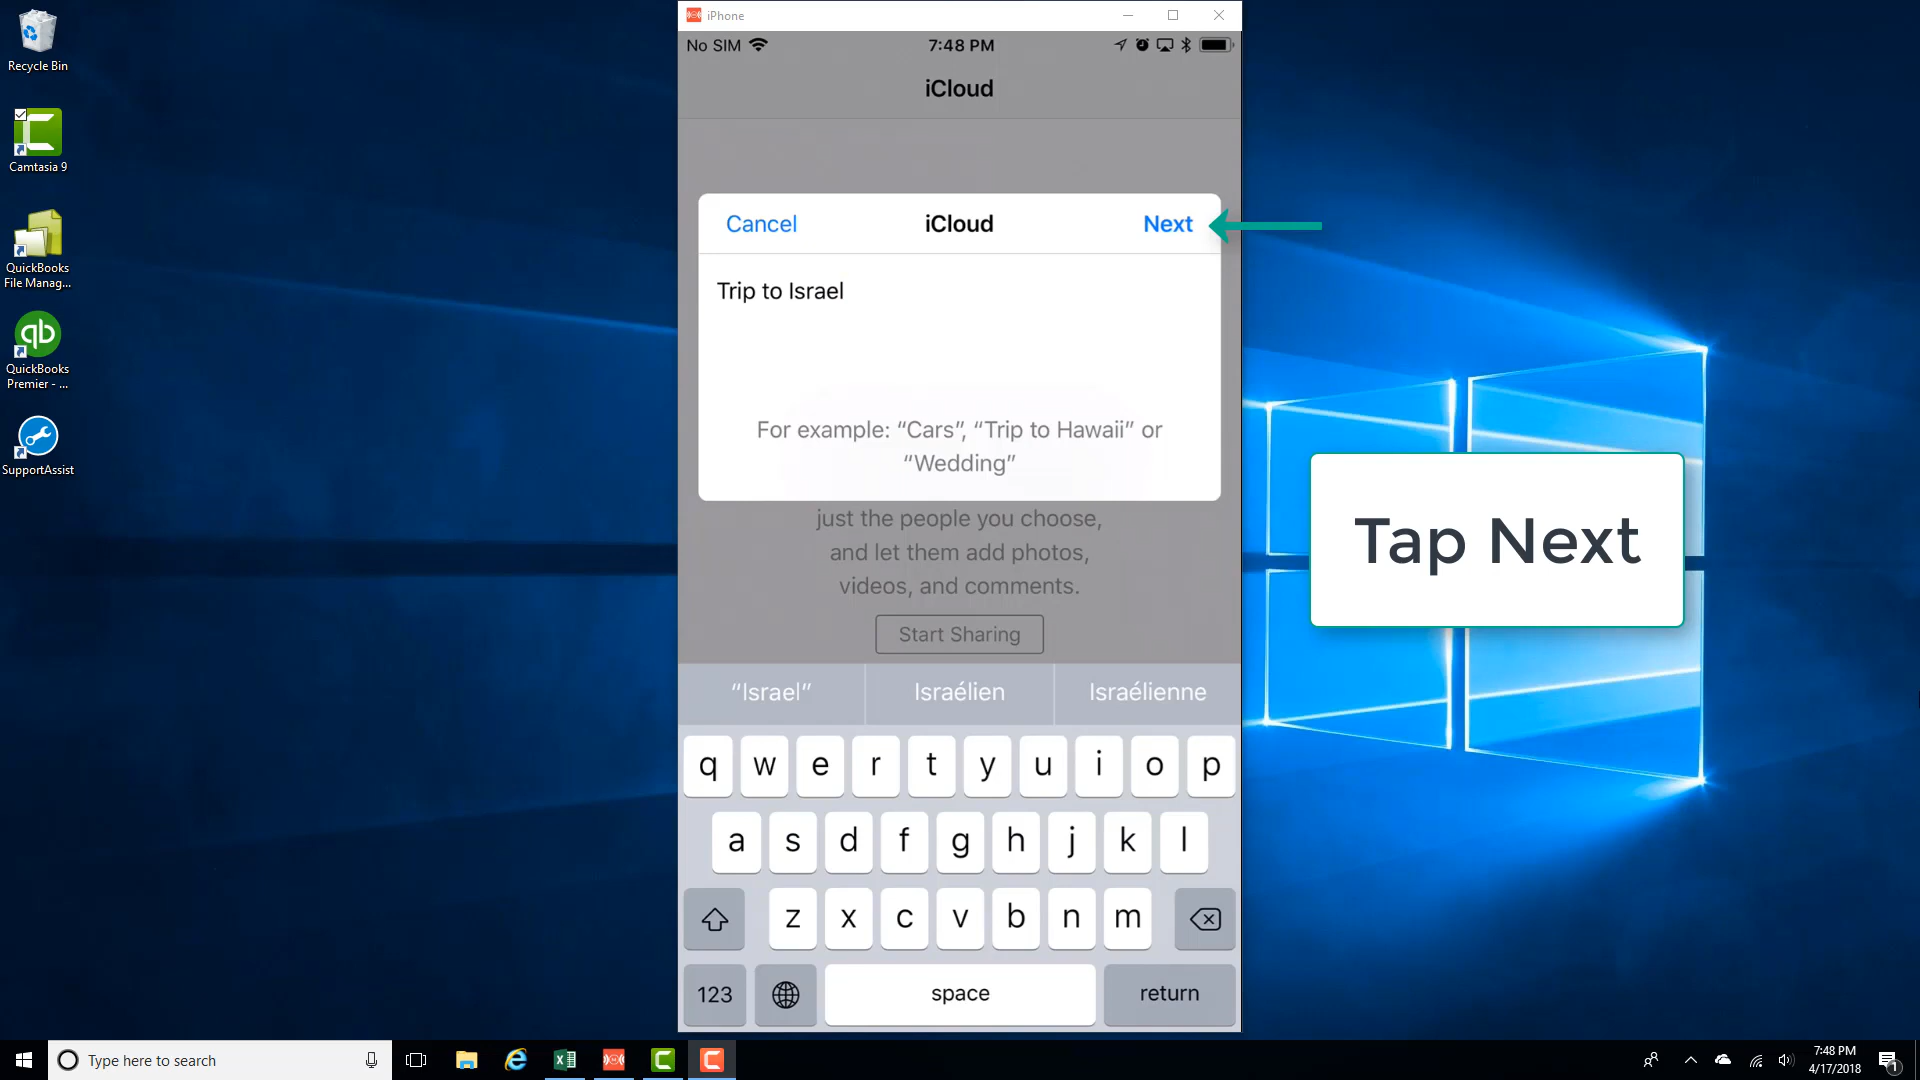 iPhone
No SIM 7:48 PM
iCloud
Cancel iCloud Next
Trip to Israel
For example: “Cars”, “Trip to Hawaii” or
“Wedding”
just the people you choose,
and let them add photos,
videos, and comments.
Start Sharing
“Israel” Israélien Israélienne
q w e r t y u i o p
a s d f g h j k l
z x c v b n m
123 space return
Tap Next
Recycle Bin
Camtasia 9
QuickBooks
File Manag...
qb
QuickBooks
Premier - ...
SupportAssist
Type here to search
7:48 PM
4/17/2018
1